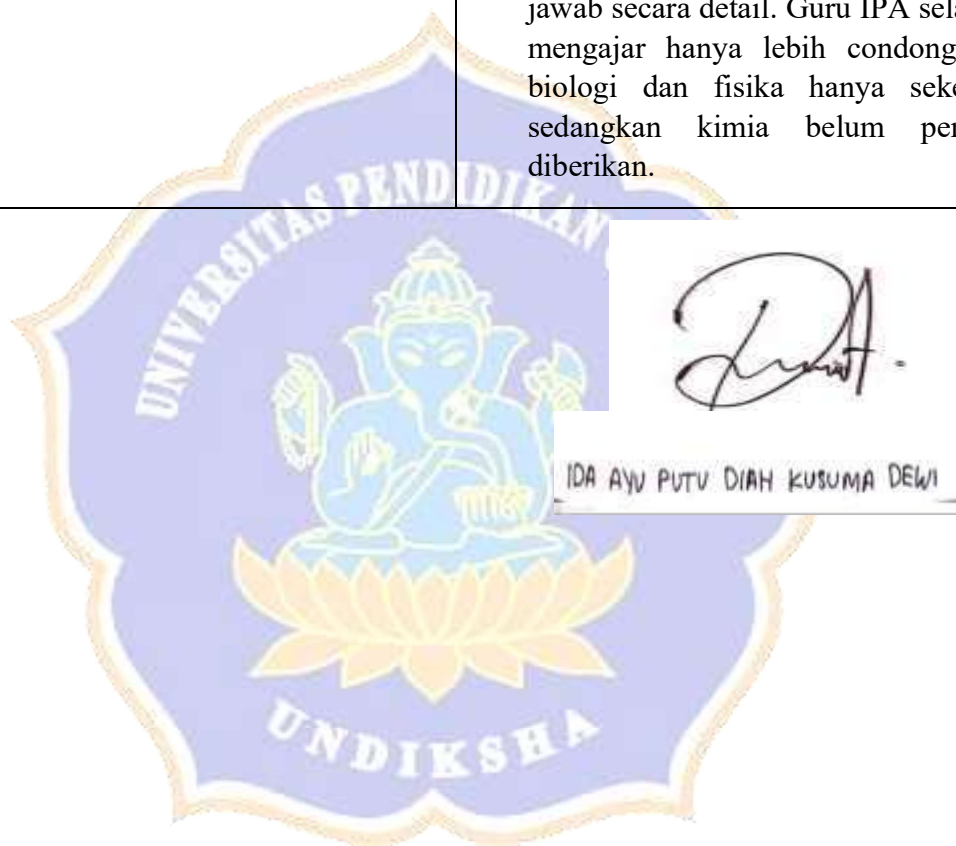 jawab secara detail. Guru IPA sela
mengajar hanya lebih condong
biologi dan fisika hanya seke
sedangkan kimia belum per
diberikan.
UNIVERSITAS PENDIDIKAN
IDA AYU PUTU DIAH KUSUMA DEWI
UNDIKSHA